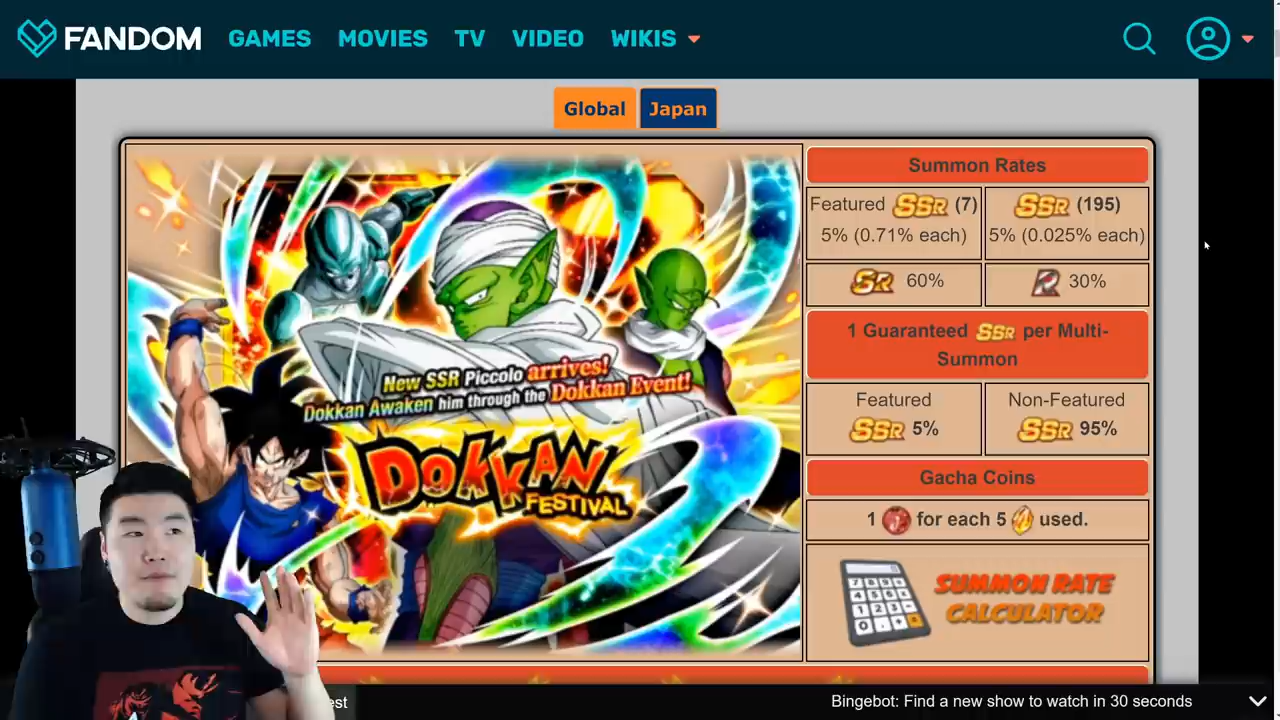 FANDOM GAMES MOVIES TV VIDEO WIKIS
Global Japan
New SSR Piccolo arrives!
Dokkan Awaken him through the Dokkan Event!
DOKKAN
FESTIVAL
Summon Rates
Featured SSR (7)
5% (0.71% each)
SSR (195)
5% (0.025% each)
SR 60%
R 30%
1 Guaranteed SSR per Multi-
Summon
Featured
SSR 5%
Non-Featured
SSR 95%
Gacha Coins
1 for each 5 used.
SUMMON RATE
CALCULATOR
Bingebot: Find a new show to watch in 30 seconds